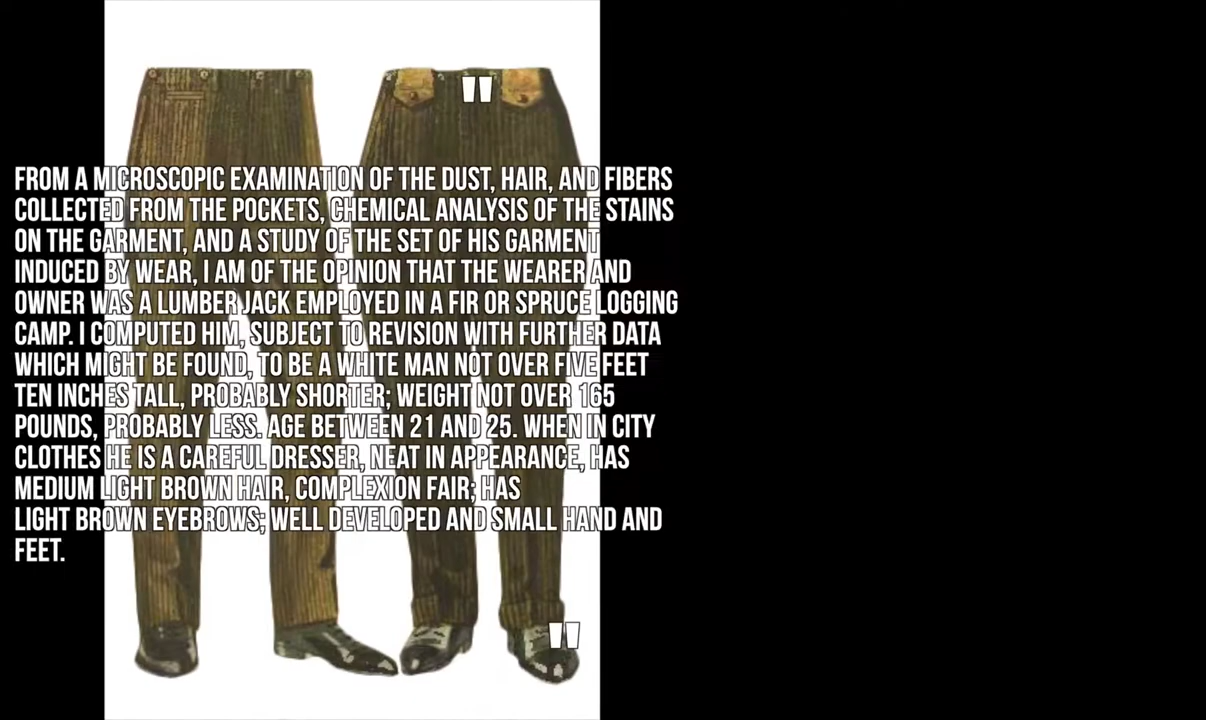 "
FROM A MICROSCOPIC EXAMINATION OF THE DUST, HAIR, AND FIBERS
COLLECTED FROM THE POCKETS, CHEMICAL ANALYSIS OF THE STAINS
ON THE GARMENT, AND A STUDY OF THE SET OF HIS GARMENT
INDUCED BY WEAR, I AM OF THE OPINION THAT THE WEARER AND
OWNER WAS A LUMBER JACK EMPLOYED IN A FIR OR SPRUCE LOGGING
CAMP. I COMPUTED HIM, SUBJECT TO REVISION WITH FURTHER DATA
WHICH MIGHT BE FOUND, TO BE A WHITE MAN NOT OVER FIVE FEET
TEN INCHES TALL, PROBABLY SHORTER; WEIGHT NOT OVER 165
POUNDS, PROBABLY LESS. AGE BETWEEN 21 AND 25. WHEN IN CITY
CLOTHES HE IS A CAREFUL DRESSER, NEAT IN APPEARANCE, HAS
MEDIUM LIGHT BROWN HAIR, COMPLEXION FAIR; HAS
LIGHT BROWN EYEBROWS; WELL DEVELOPED AND SMALL HAND AND
FEET.
"